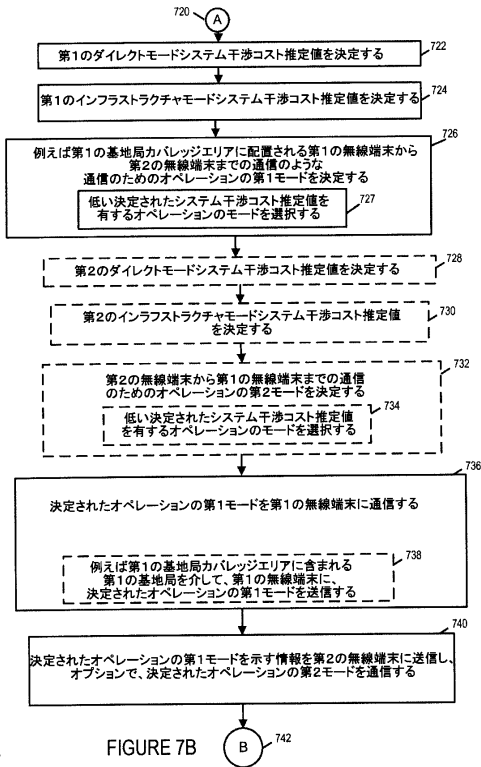 720
A
第1のダイレクトモードシステム干渉コスト推定値を決定する
722
第1のインフラストラクチャモードシステム干渉コスト推定値を決定する
724
726
例えば第1の基地局カバレッジエリアに配置される第1の無線端末から
第2の無線端末までの通信のような
通信のためのオペレーションの第1モードを決定する
低い決定されたシステム干渉コスト推定値を
有するオペレーションのモードを選択する
727
第2のダイレクトモードシステム干渉コスト推定値を決定する
728
第2のインラフストラクチャモードシステム干渉コスト推定値
を決定する
730
732
第2の無線端末から第1の無線端末までの通信
のためのオペレーションの第2モードを決定する
734
低い決定されたシステム干渉コスト推定値
を有するオペレーションのモードを選択する
736
決定されたオペレーションの第1モードを第1の無線端末に通信する
738
例えば第1の基地局カバレッジエリアに含まれる
第1の基地局を介して、第1の無線端末に、
決定されたオペレーションの第1モードを送信する
740
決定されたオペレーションの第1モードを示す情報を第2の無線端末に送信し、
オプションで、決定されたオペレーションの第2モードを通信する
FIGURE 7B
B
742